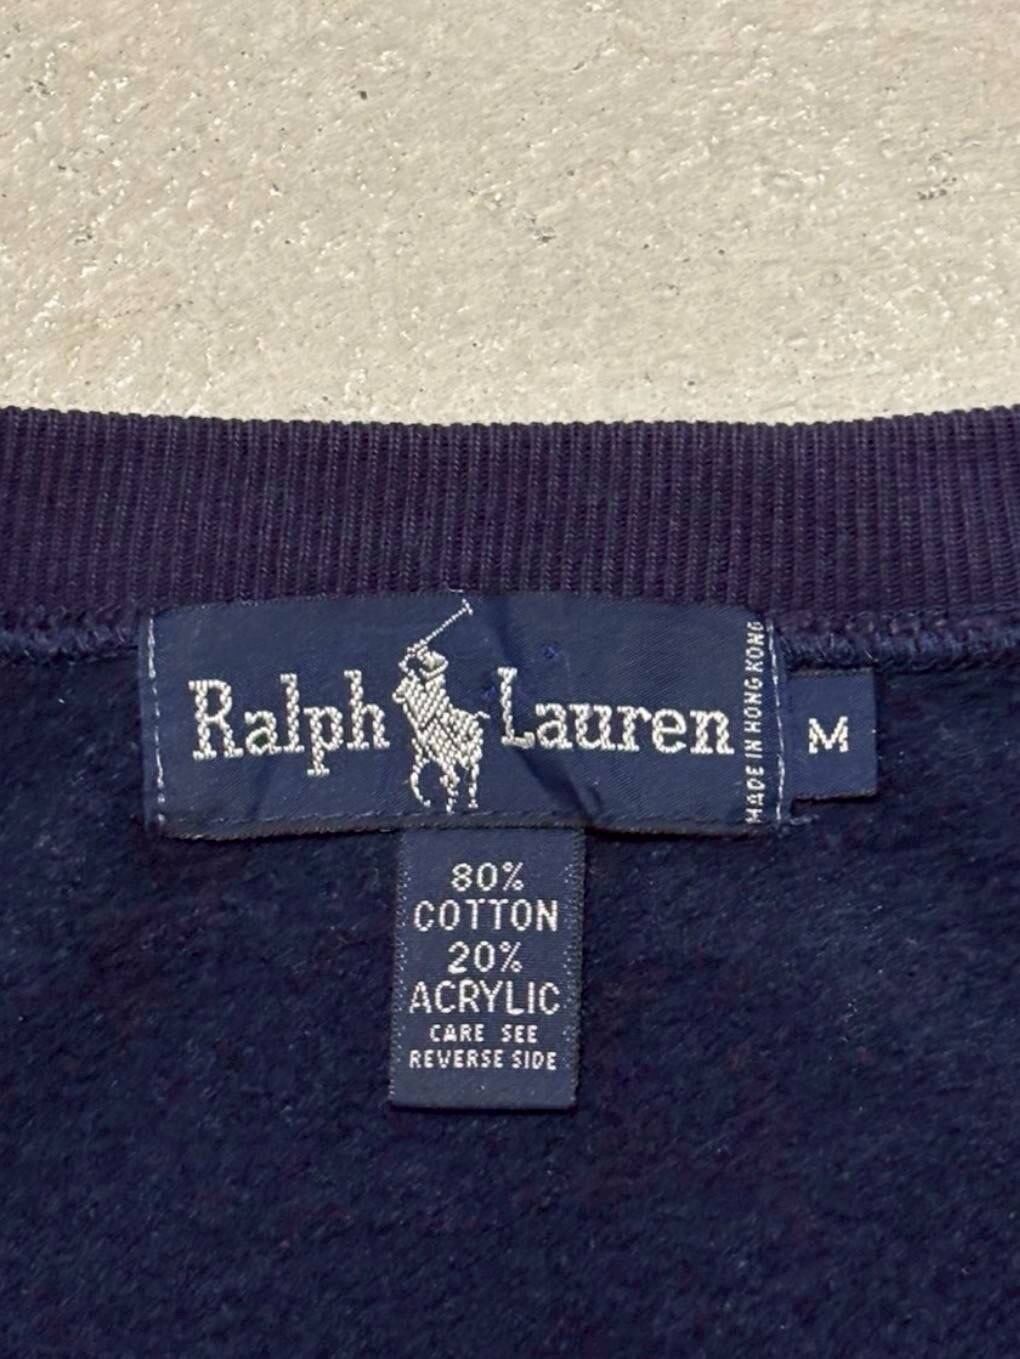 Ralph Lauren
MADE IN HONG KONG
M
80%
COTTON
20%
ACRYLIC
CARE SEE
REVERSE SIDE